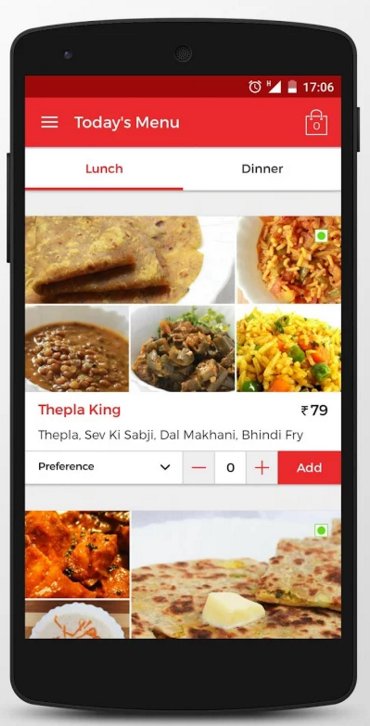 H 17:06
Today's Menu
0
Lunch Dinner
Thepla King ₹79
Thepla, Sev Ki Sabji, Dal Makhani, Bhindi Fry
Preference 0 Add